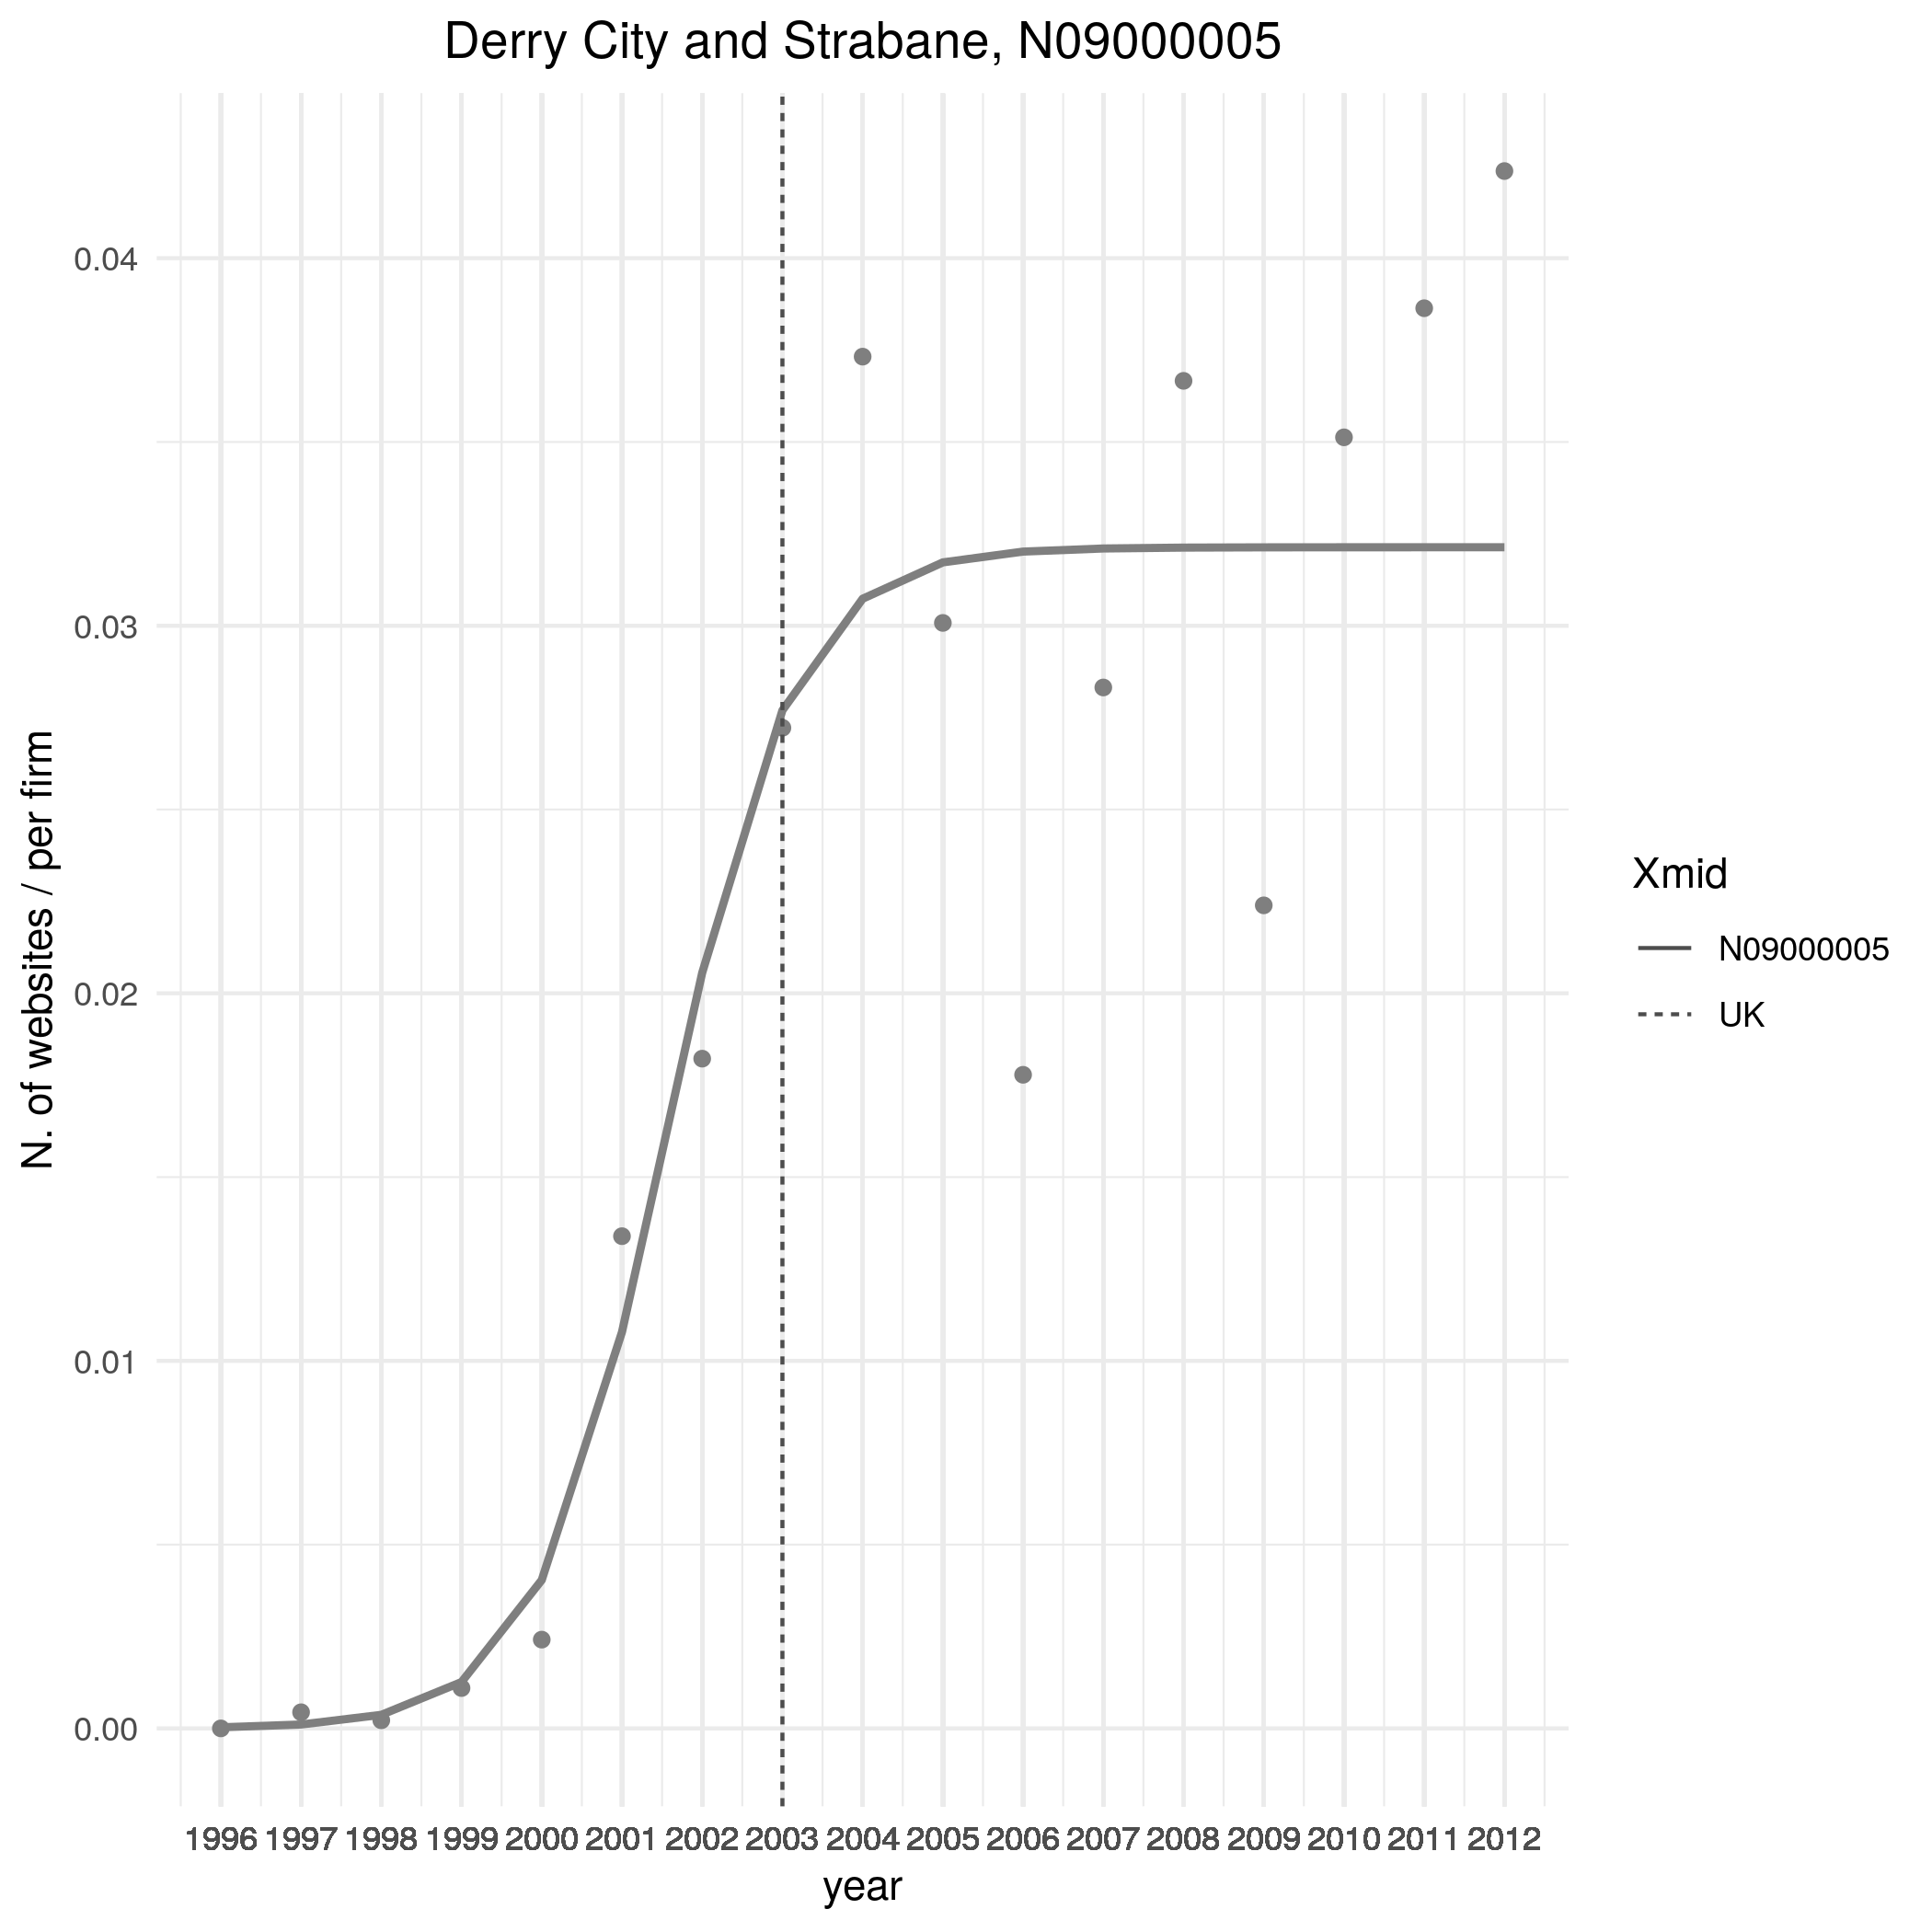 Derry City and Strabane, N09000005
N. of websites / per firm
0.04
0.03
0.02
0.01
0.00
1996 1997 1998 1999 2000 2001 2002 2003 2004 2005 2006 2007 2008 2009 2010 2011 2012
year
Xmid
N09000005
UK